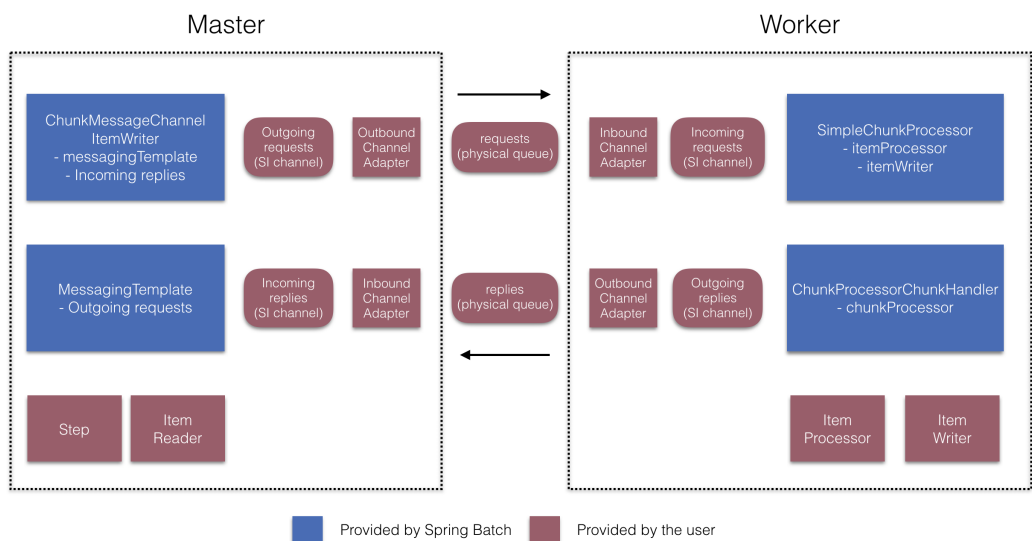 Master
Worker
ChunkMessageChannel
ItemWriter
- messagingTemplate
- Incoming replies
Outgoing
requests
(SI channel)
Outbound
Channel
Adapter
requests
(physical queue)
Inbound
Channel
Adapter
Incoming
requests
(SI channel)
SimpleChunkProcessor
- itemProcessor
- itemWriter
MessagingTemplate
- Outgoing requests
Incoming
replies
(SI channel)
Inbound
Channel
Adapter
replies
(physical queue)
Outbound
Channel
Adapter
Outgoing
replies
(SI channel)
ChunkProcessorChunkHandler
- chunkProcessor
Step
Item
Reader
Item
Processor
Item
Writer
Provided by Spring Batch
Provided by the user